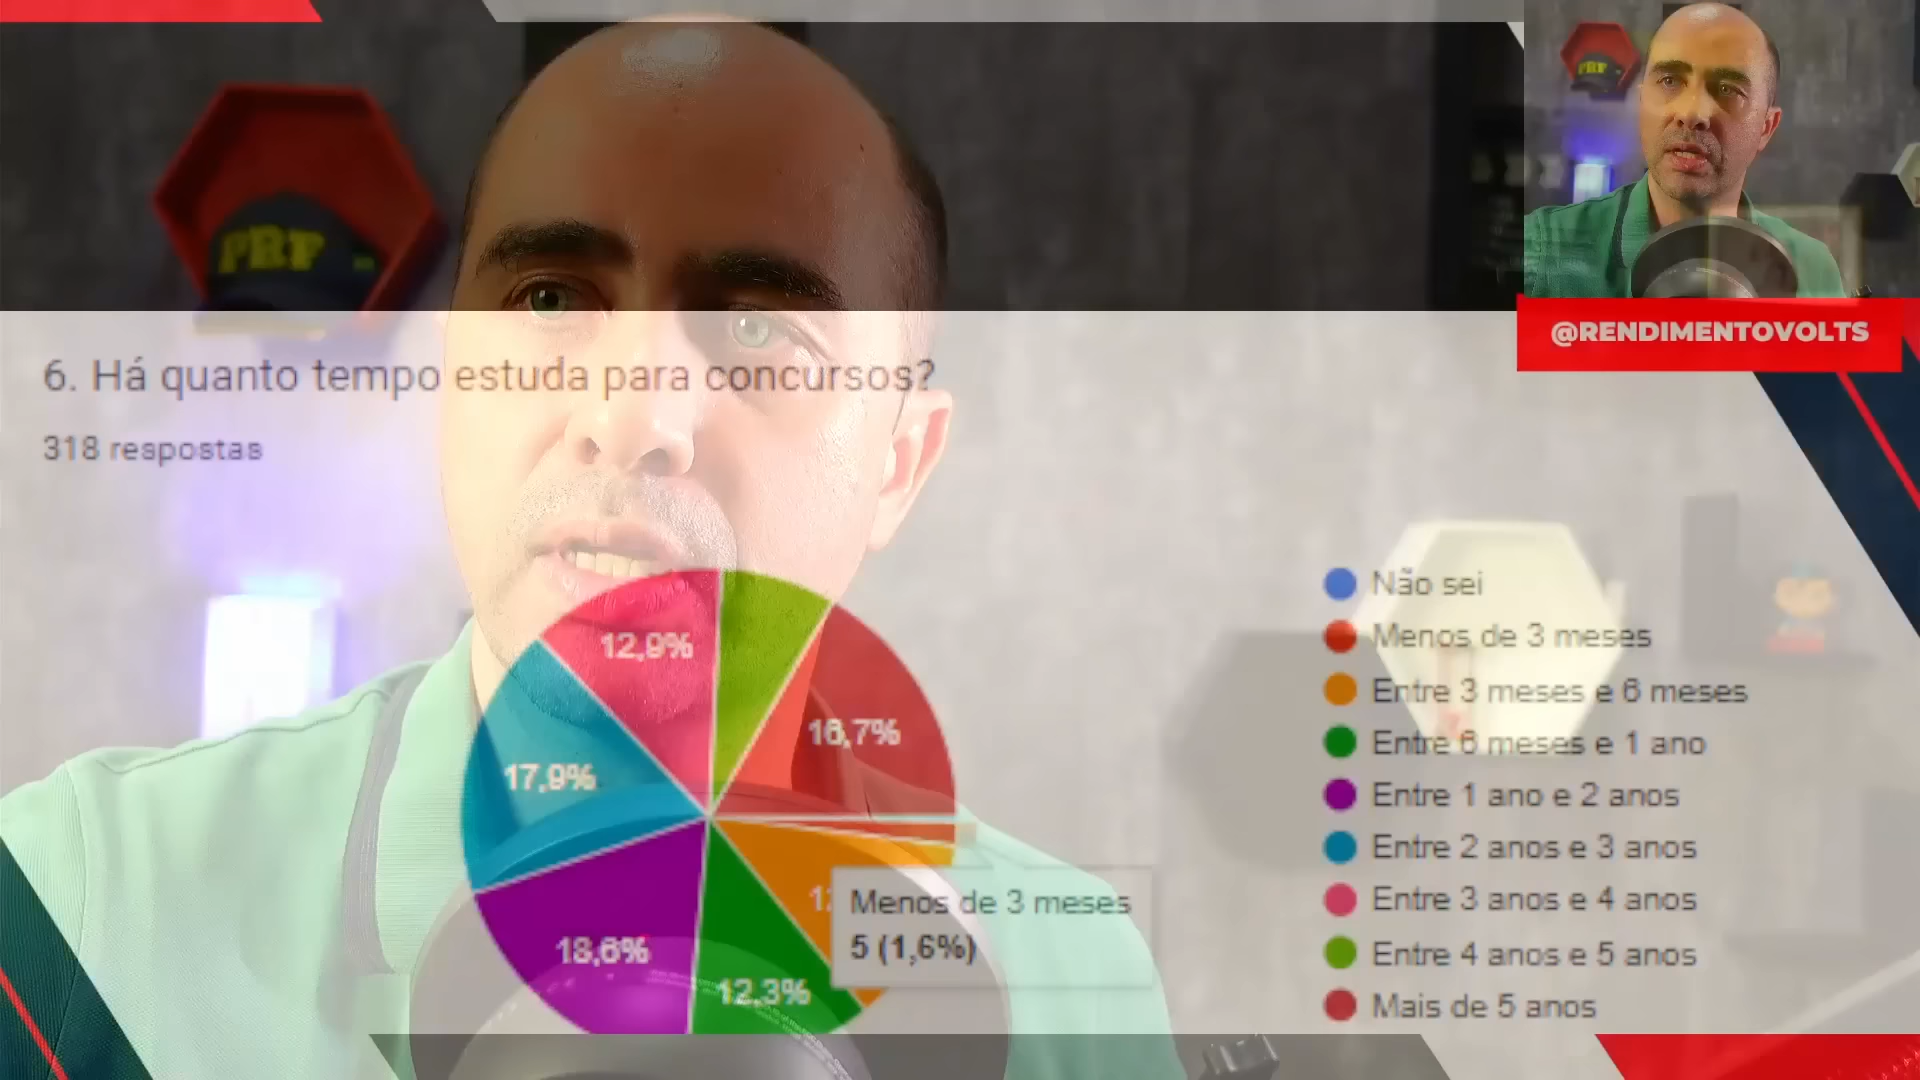 PRF
PRF
@RENDIMENTOVOLTS
6. Há quanto tempo estuda para concursos?
318 respostas
Não sei
Menos de 3 meses
Entre 3 meses e 6 meses
Entre 6 meses e 1 ano
Entre 1 ano e 2 anos
Entre 2 anos e 3 anos
Entre 3 anos e 4 anos
Entre 4 anos e 5 anos
Mais de 5 anos
12,9%
16,7%
17,9%
18,6%
12,3%
Menos de 3 meses
5 (1,6%)